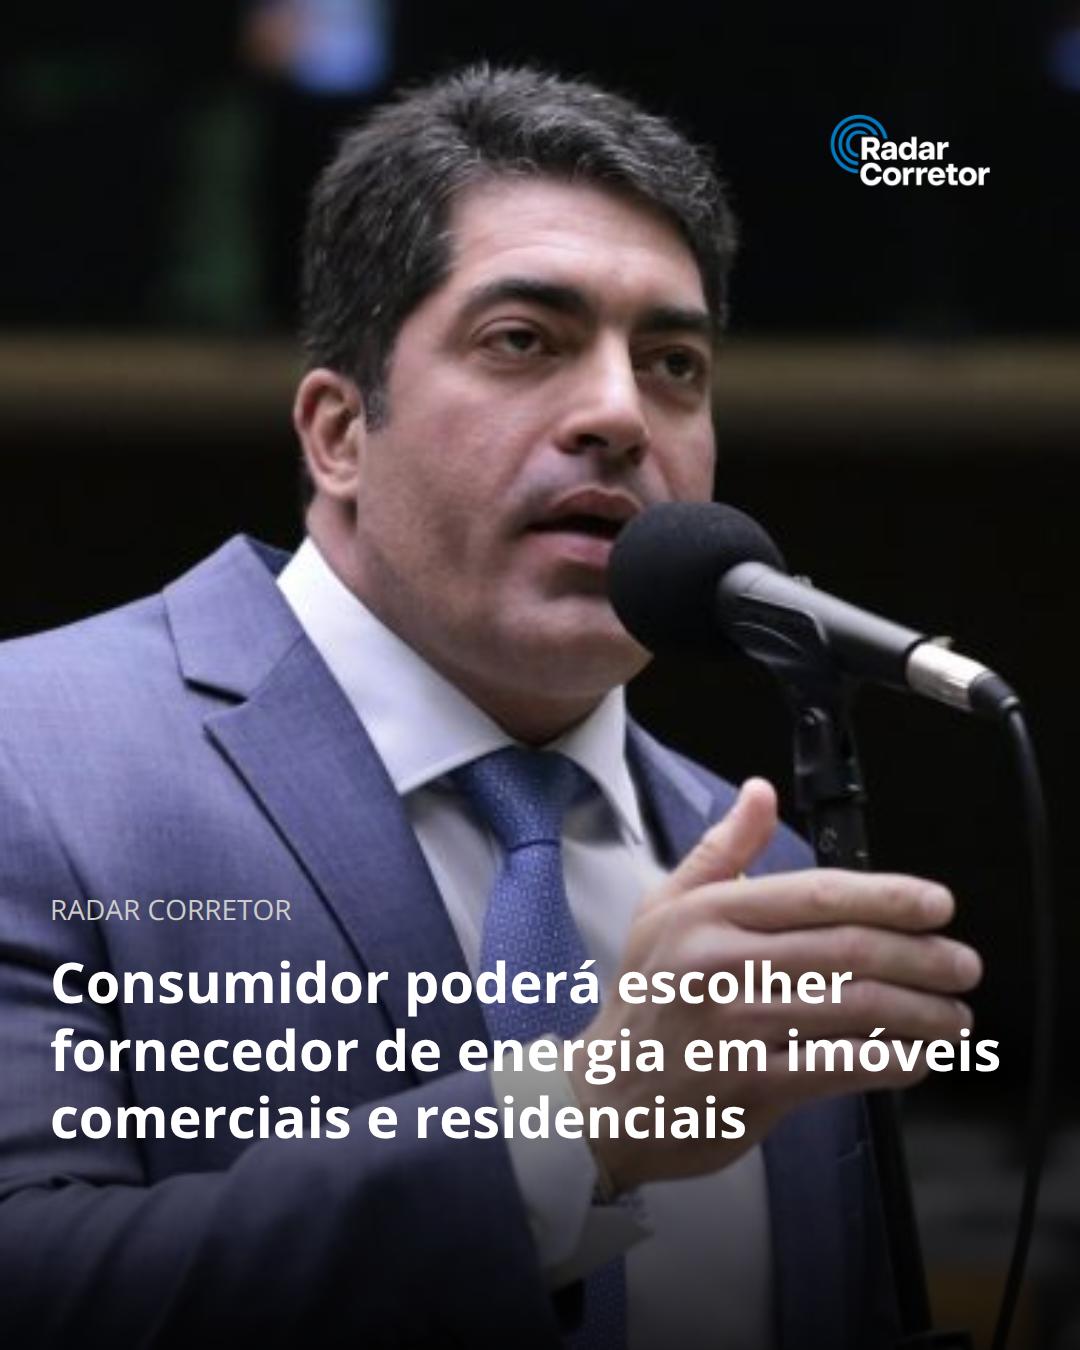 Radar
Corretor
RADAR CORRETOR
Consumidor poderá escolher
fornecedor de energia em imóveis
comerciais e residenciais